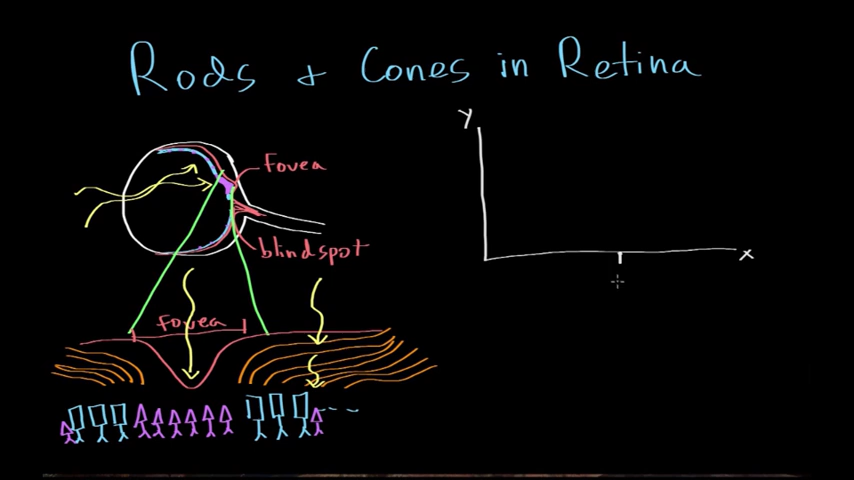 Rods + Cones in Retina
y
Fovea
blindspot
x
Fovea